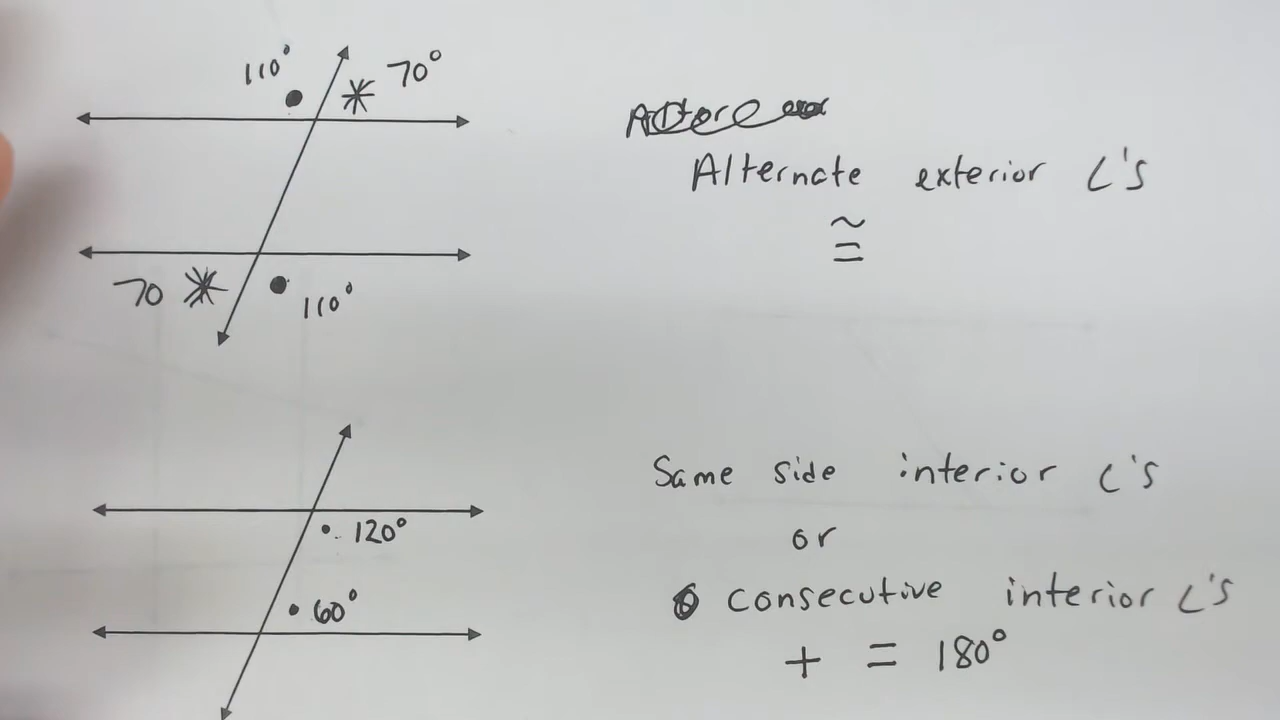 110° 70°
70 110°
Alternate exterior ∠'s
≅
120°
60°
Same side interior ∠'s
or
consecutive interior ∠'s
+ = 180°